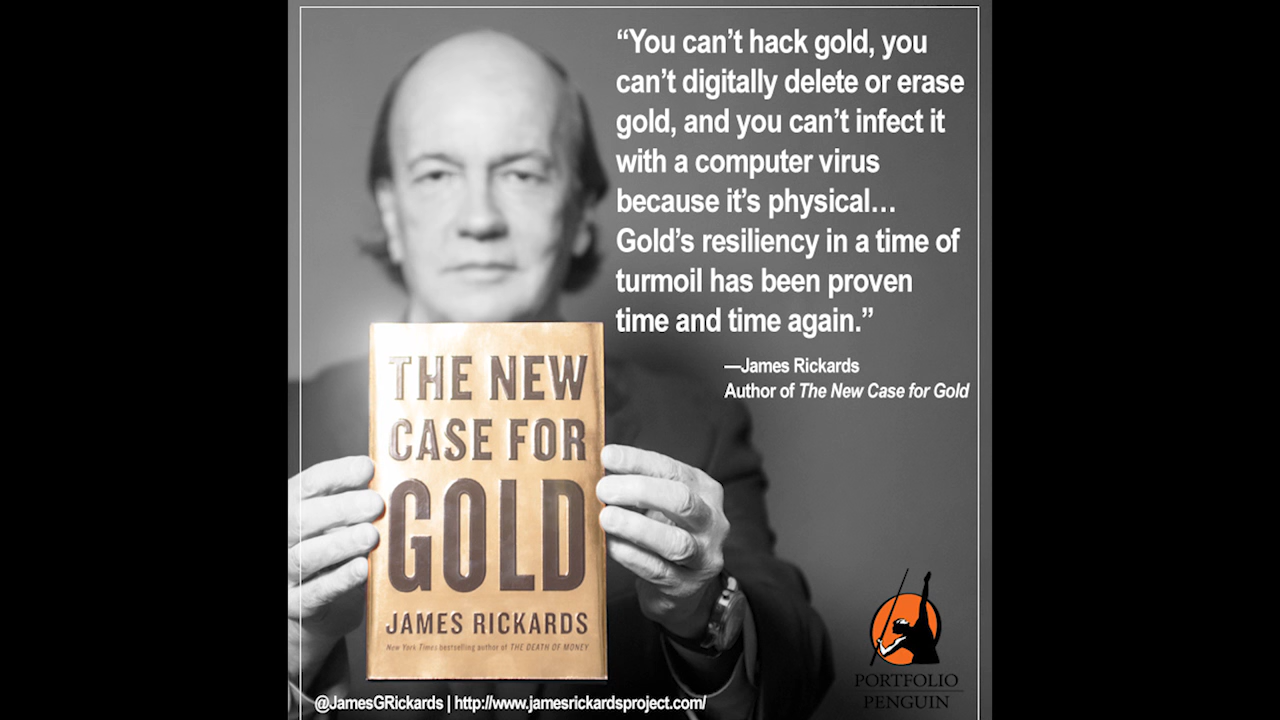 “You can’t hack gold, you
can’t digitally delete or erase
gold, and you can’t infect it
with a computer virus
because it’s physical…
Gold’s resiliency in a time of
turmoil has been proven
time and time again.”
—James Rickards
Author of The New Case for Gold
THE NEW
CASE FOR
GOLD
JAMES RICKARDS
New York Times bestselling author of THE DEATH OF MONEY
PORTFOLIO
PENGUIN
@JamesGRickards | http://www.jamesrickardsproject.com/